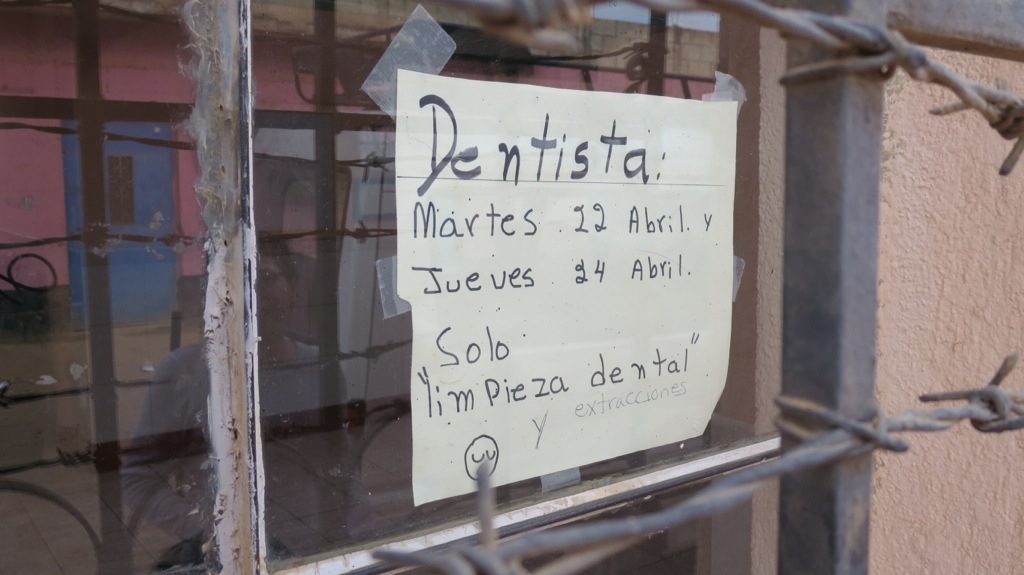 Dentista:
Martes. 22 Abril. y
Jueves. 24 Abril.
Solo
"limpieza dental".
y extracciones